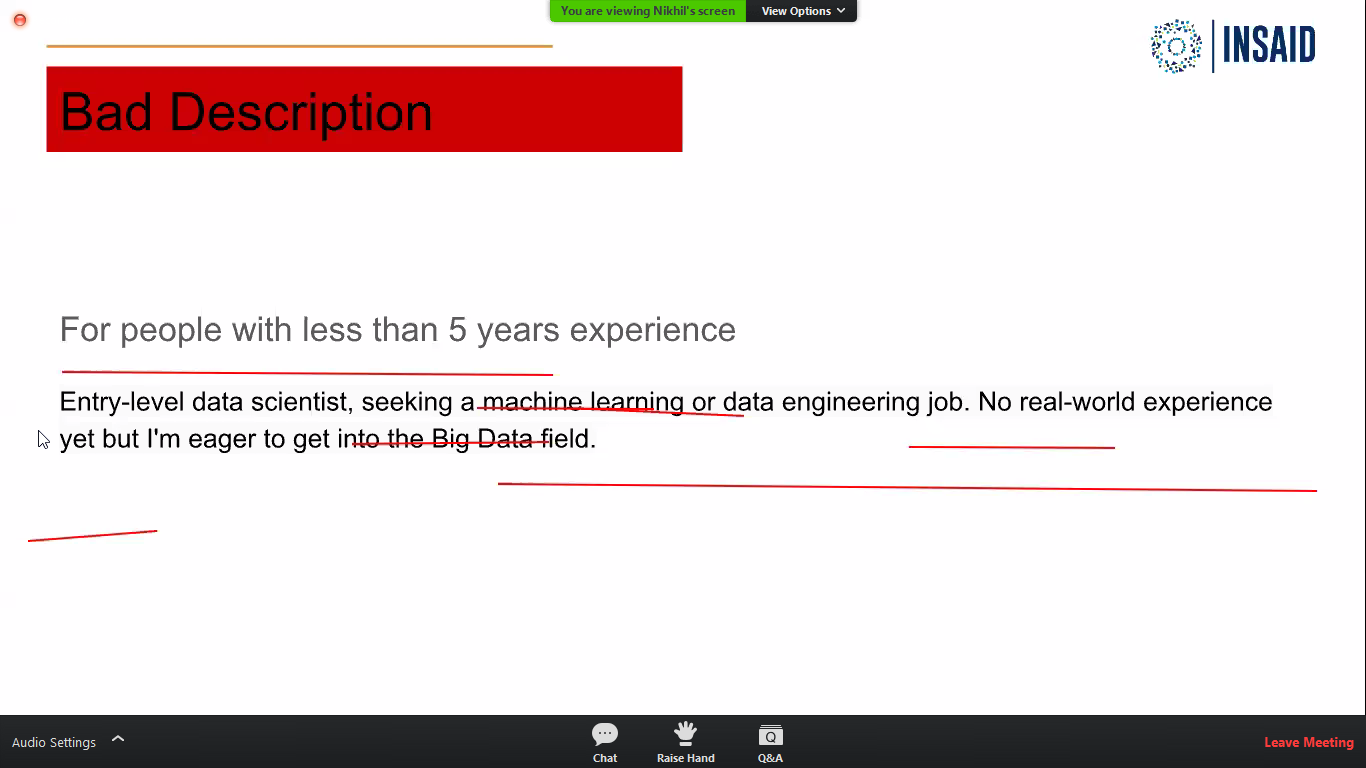 You are viewing Nikhil's screen View Options
INSAID
Bad Description
For people with less than 5 years experience
Entry-level data scientist, seeking a machine learning or data engineering job. No real-world experience
yet but I'm eager to get into the Big Data field.
Audio Settings
Chat
Raise Hand
Q&A
Leave Meeting